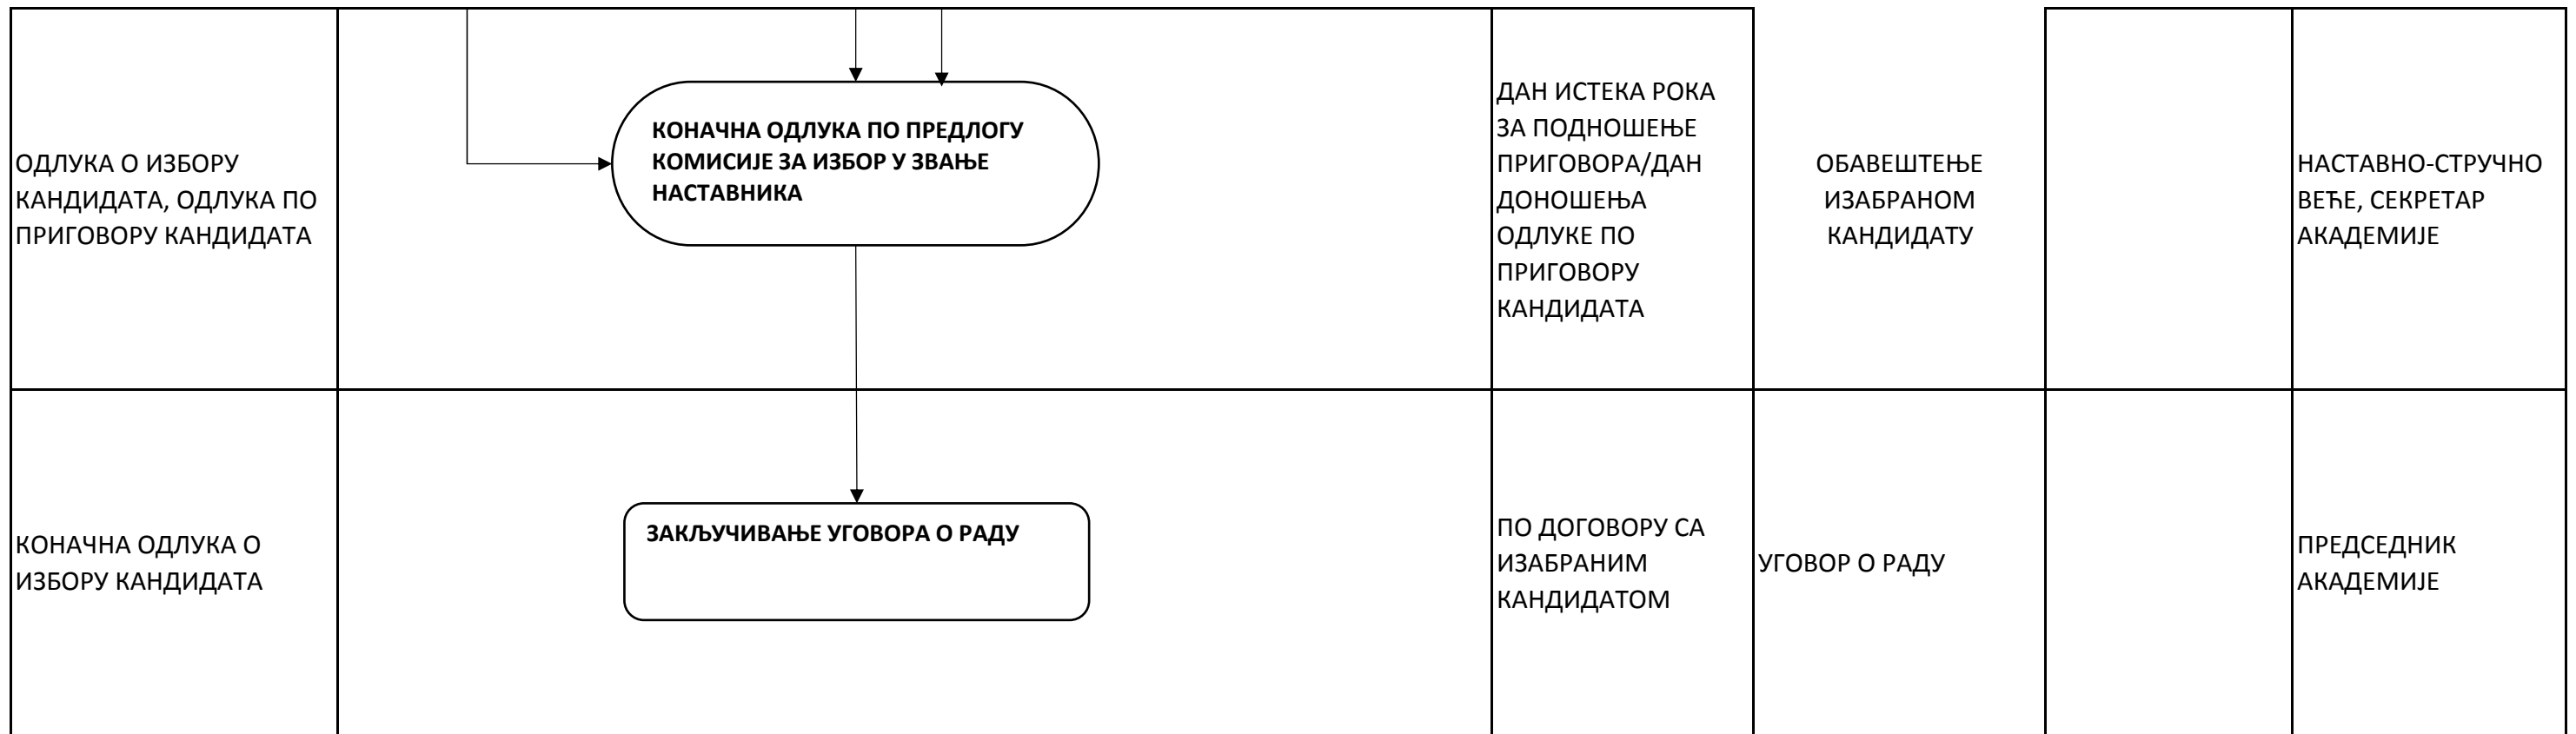 ОДЛУКА О ИЗБОРУ
КАНДИДАТА, ОДЛУКА ПО
ПРИГОВОРУ КАНДИДАТА
КОНАЧНА ОДЛУКА ПО ПРЕДЛОГУ
КОМИСИЈЕ ЗА ИЗБОР У ЗВАЊЕ
НАСТАВНИКА
ДАН ИСТЕКА РОКА
ЗА ПОДНОШЕЊЕ
ПРИГОВОРА/ДАН
ДОНОШЕЊА
ОДЛУКЕ ПО
ПРИГОВОРУ
КАНДИДАТА
ОБАВЕШТЕЊЕ
ИЗАБРАНОМ
КАНДИДАТУ
НАСТАВНО-СТРУЧНО
ВЕЋЕ, СЕКРЕТАР
АКАДЕМИЈЕ
КОНАЧНА ОДЛУКА О
ИЗБОРУ КАНДИДАТА
ЗАКЉУЧИВАЊЕ УГОВОРА О РАДУ
ПО ДОГОВОРУ СА
ИЗАБРАНИМ
КАНДИДАТОМ
УГОВОР О РАДУ
ПРЕДСЕДНИК
АКАДЕМИЈЕ